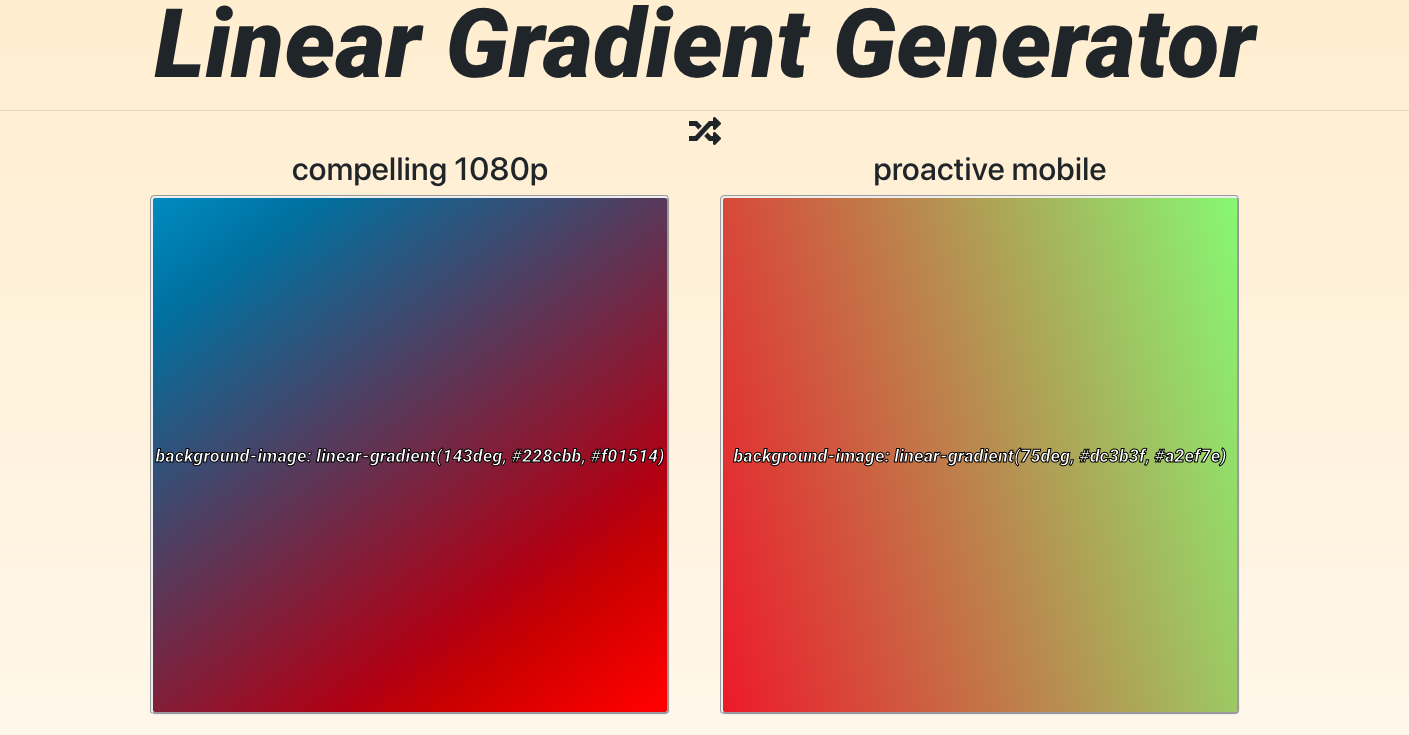 Linear Gradient Generator
compelling 1080p
proactive mobile
background-image: linear-gradient(143deg, #228cbb, #f01514)
background-image: linear-gradient(75deg, #dc3b3f, #a2ef7e)